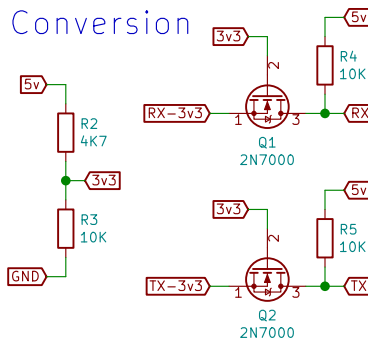 Conversion
5v
R2
4K7
3v3
R3
10K
GND
3v3
2
RX-3v3
1
3
Q1
2N7000
5v
R4
10K
RX
3v3
2
TX-3v3
1
3
Q2
2N7000
5v
R5
10K
TX